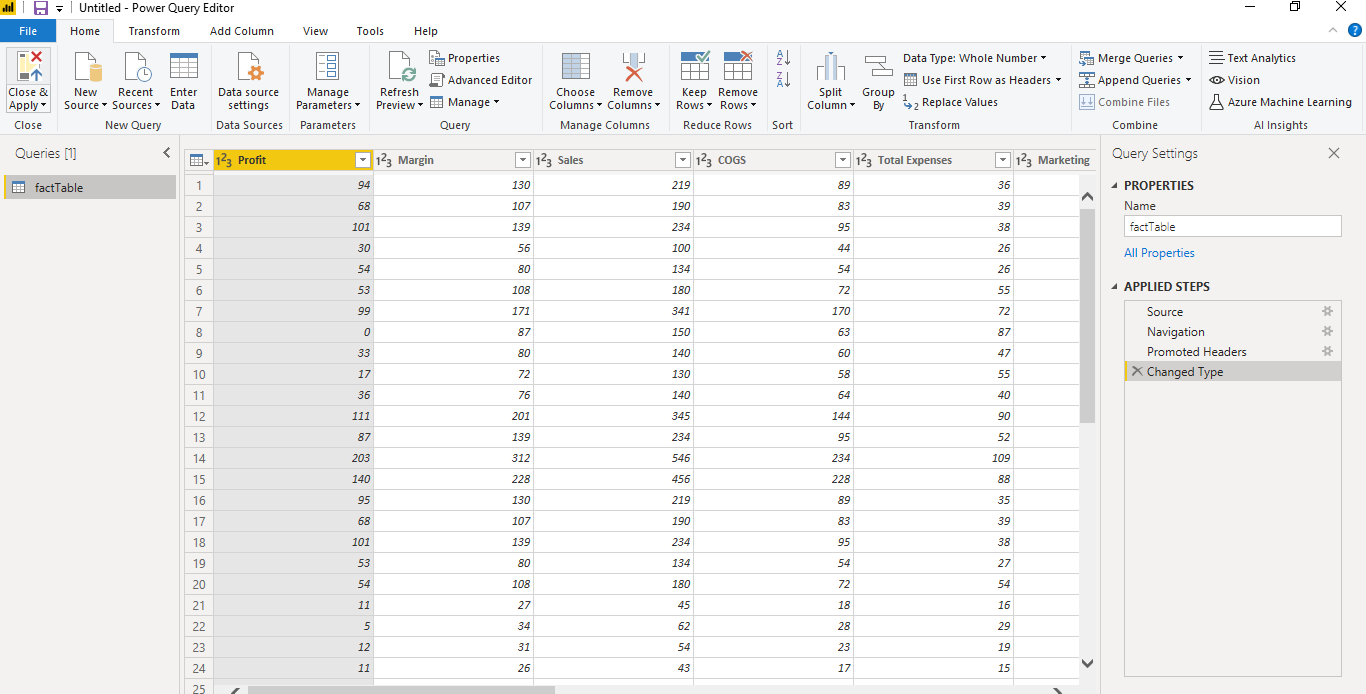 Untitled - Power Query Editor
File Home Transform Add Column View Tools Help
Close & Apply
New Source
Recent Sources
Enter Data
Data source settings
Manage Parameters
Refresh Preview
Properties
Advanced Editor
Manage
Choose Columns
Remove Columns
Keep Rows
Remove Rows
Split Column
Group By
Data Type: Whole Number
Use First Row as Headers
Replace Values
Merge Queries
Append Queries
Combine Files
Text Analytics
Vision
Azure Machine Learning
Close New Query Data Sources Parameters Query Manage Columns Reduce Rows Sort Transform Combine AI Insights
Queries [1]
factTable
Profit Margin Sales COGS Total Expenses Marketing
1 94 130 219 89 36
2 68 107 190 83 39
3 101 139 234 95 38
4 30 56 100 44 26
5 54 80 134 54 26
6 53 108 180 72 55
7 99 171 341 170 72
8 0 87 150 63 87
9 33 80 140 60 47
10 17 72 130 58 55
11 36 76 140 64 40
12 111 201 345 144 90
13 87 139 234 95 52
14 203 312 546 234 109
15 140 228 456 228 88
16 95 130 219 89 35
17 68 107 190 83 39
18 101 139 234 95 38
19 53 80 134 54 27
20 54 108 180 72 54
21 11 27 45 18 16
22 5 34 62 28 29
23 12 31 54 23 19
24 11 26 43 17 15
25
Query Settings
PROPERTIES
Name
factTable
All Properties
APPLIED STEPS
Source
Navigation
Promoted Headers
Changed Type